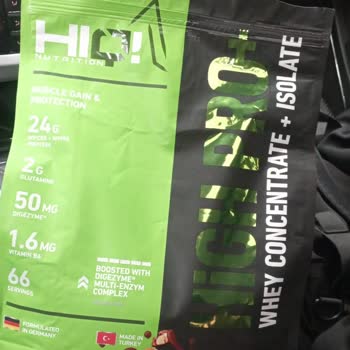 HIQ!
NUTRITION
MUSCLE GAIN &
PROTECTION
24G
2G
GLUTAMINE
50MG
DIGEZYME®
1.6MG
VITAMIN B6
66
SERVINGS
BOOSTED WITH
DIGEZYME®
MULTI-ENZYM
COMPLEX
FORMULATED
IN GERMANY
MADE IN
TURKEY
HIGH PRO+
WHEY CONCENTRATE + ISOLATE